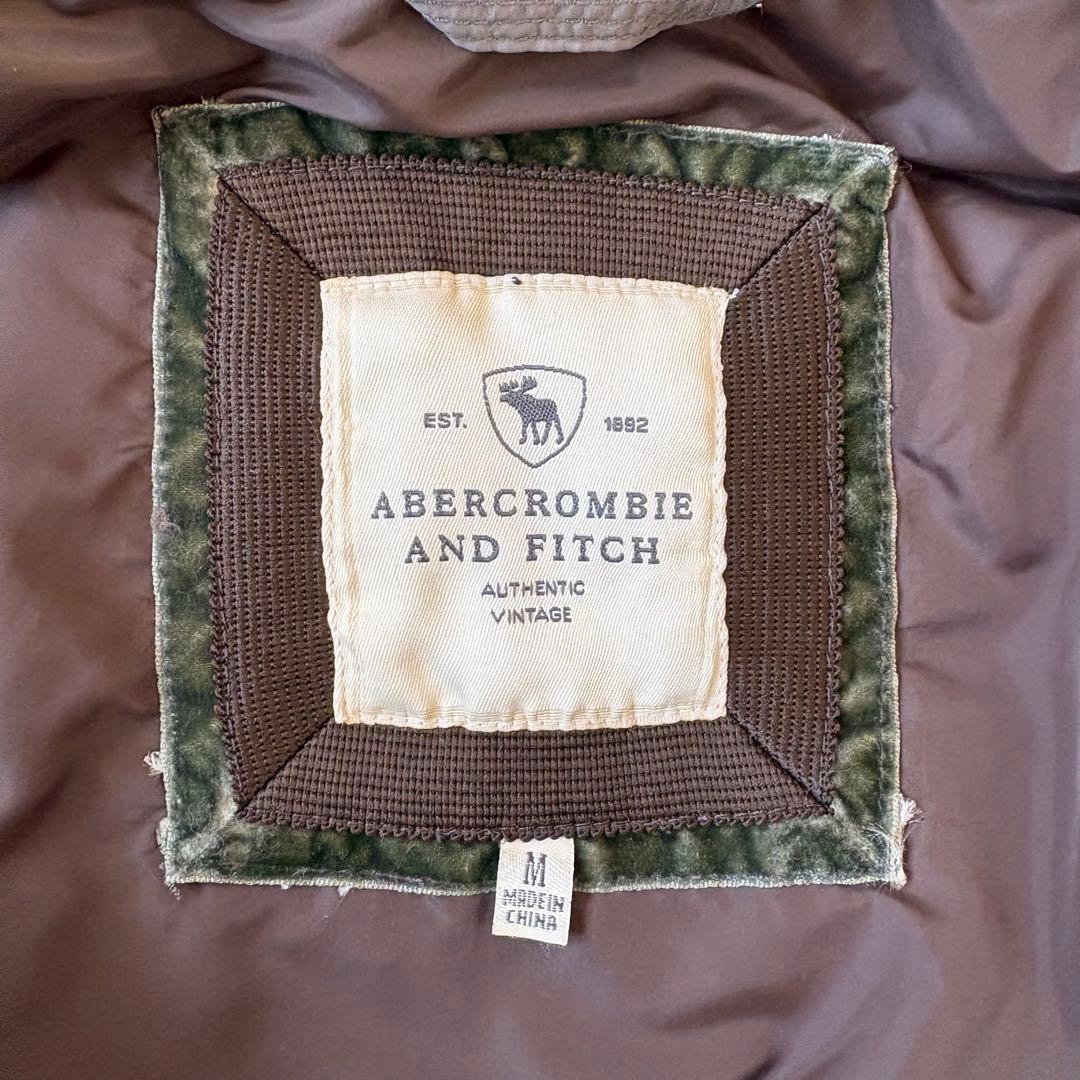 EST. 1892
ABERCROMBIE
AND FITCH
AUTHENTIC
VINTAGE
M
MADE IN
CHINA